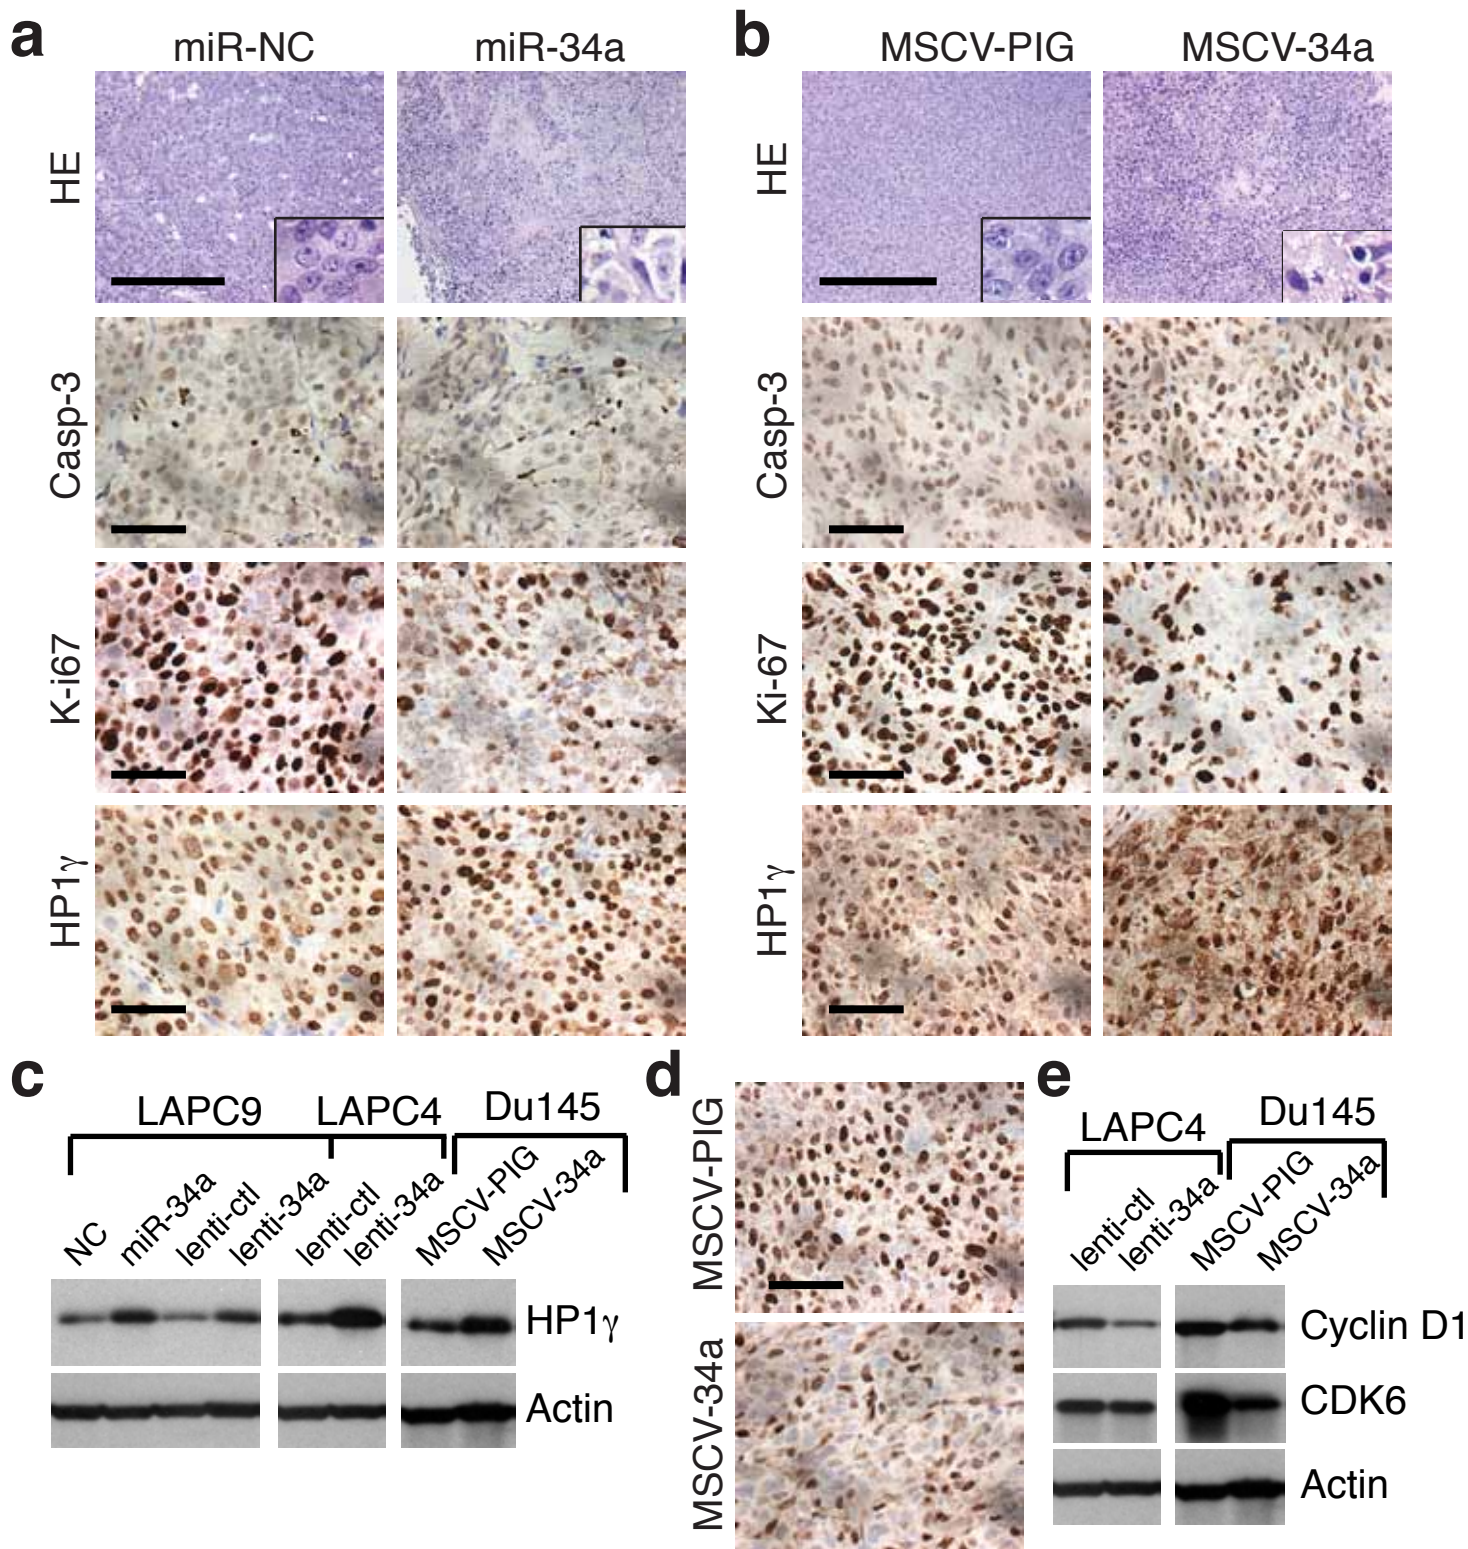 a
miR-NC
miR-34a
HE
Casp-3
K-i67
HP1γ
b
MSCV-PIG
MSCV-34a
HE
Casp-3
Ki-67
HP1γ
c
LAPC9
LAPC4
Du145
NC
miR-34a
lenti-ctl
lenti-34a
lenti-ctl
lenti-34a
MSCV-PIG
MSCV-34a
HP1γ
Actin
d
MSCV-PIG
MSCV-34a
e
LAPC4
Du145
lenti-ctl
lenti-34a
MSCV-PIG
MSCV-34a
Cyclin D1
CDK6
Actin